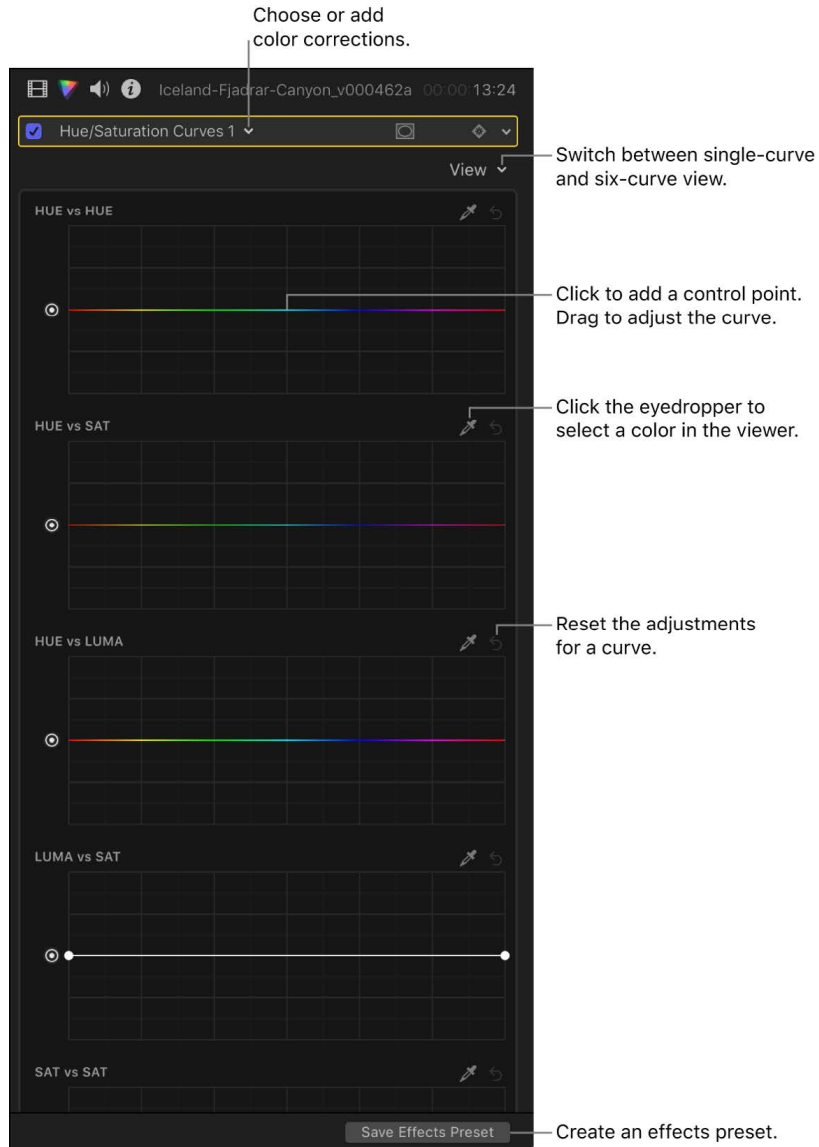 Choose or add
color corrections.
Iceland-Fjadrar-Canyon_v000462a 00:00:13:24
Hue/Saturation Curves 1
Switch between single-curve
and six-curve view.
View
HUE vs HUE
Click to add a control point.
Drag to adjust the curve.
Click the eyedropper to
select a color in the viewer.
HUE vs SAT
Reset the adjustments
for a curve.
HUE vs LUMA
LUMA vs SAT
SAT vs SAT
Save Effects Preset
Create an effects preset.